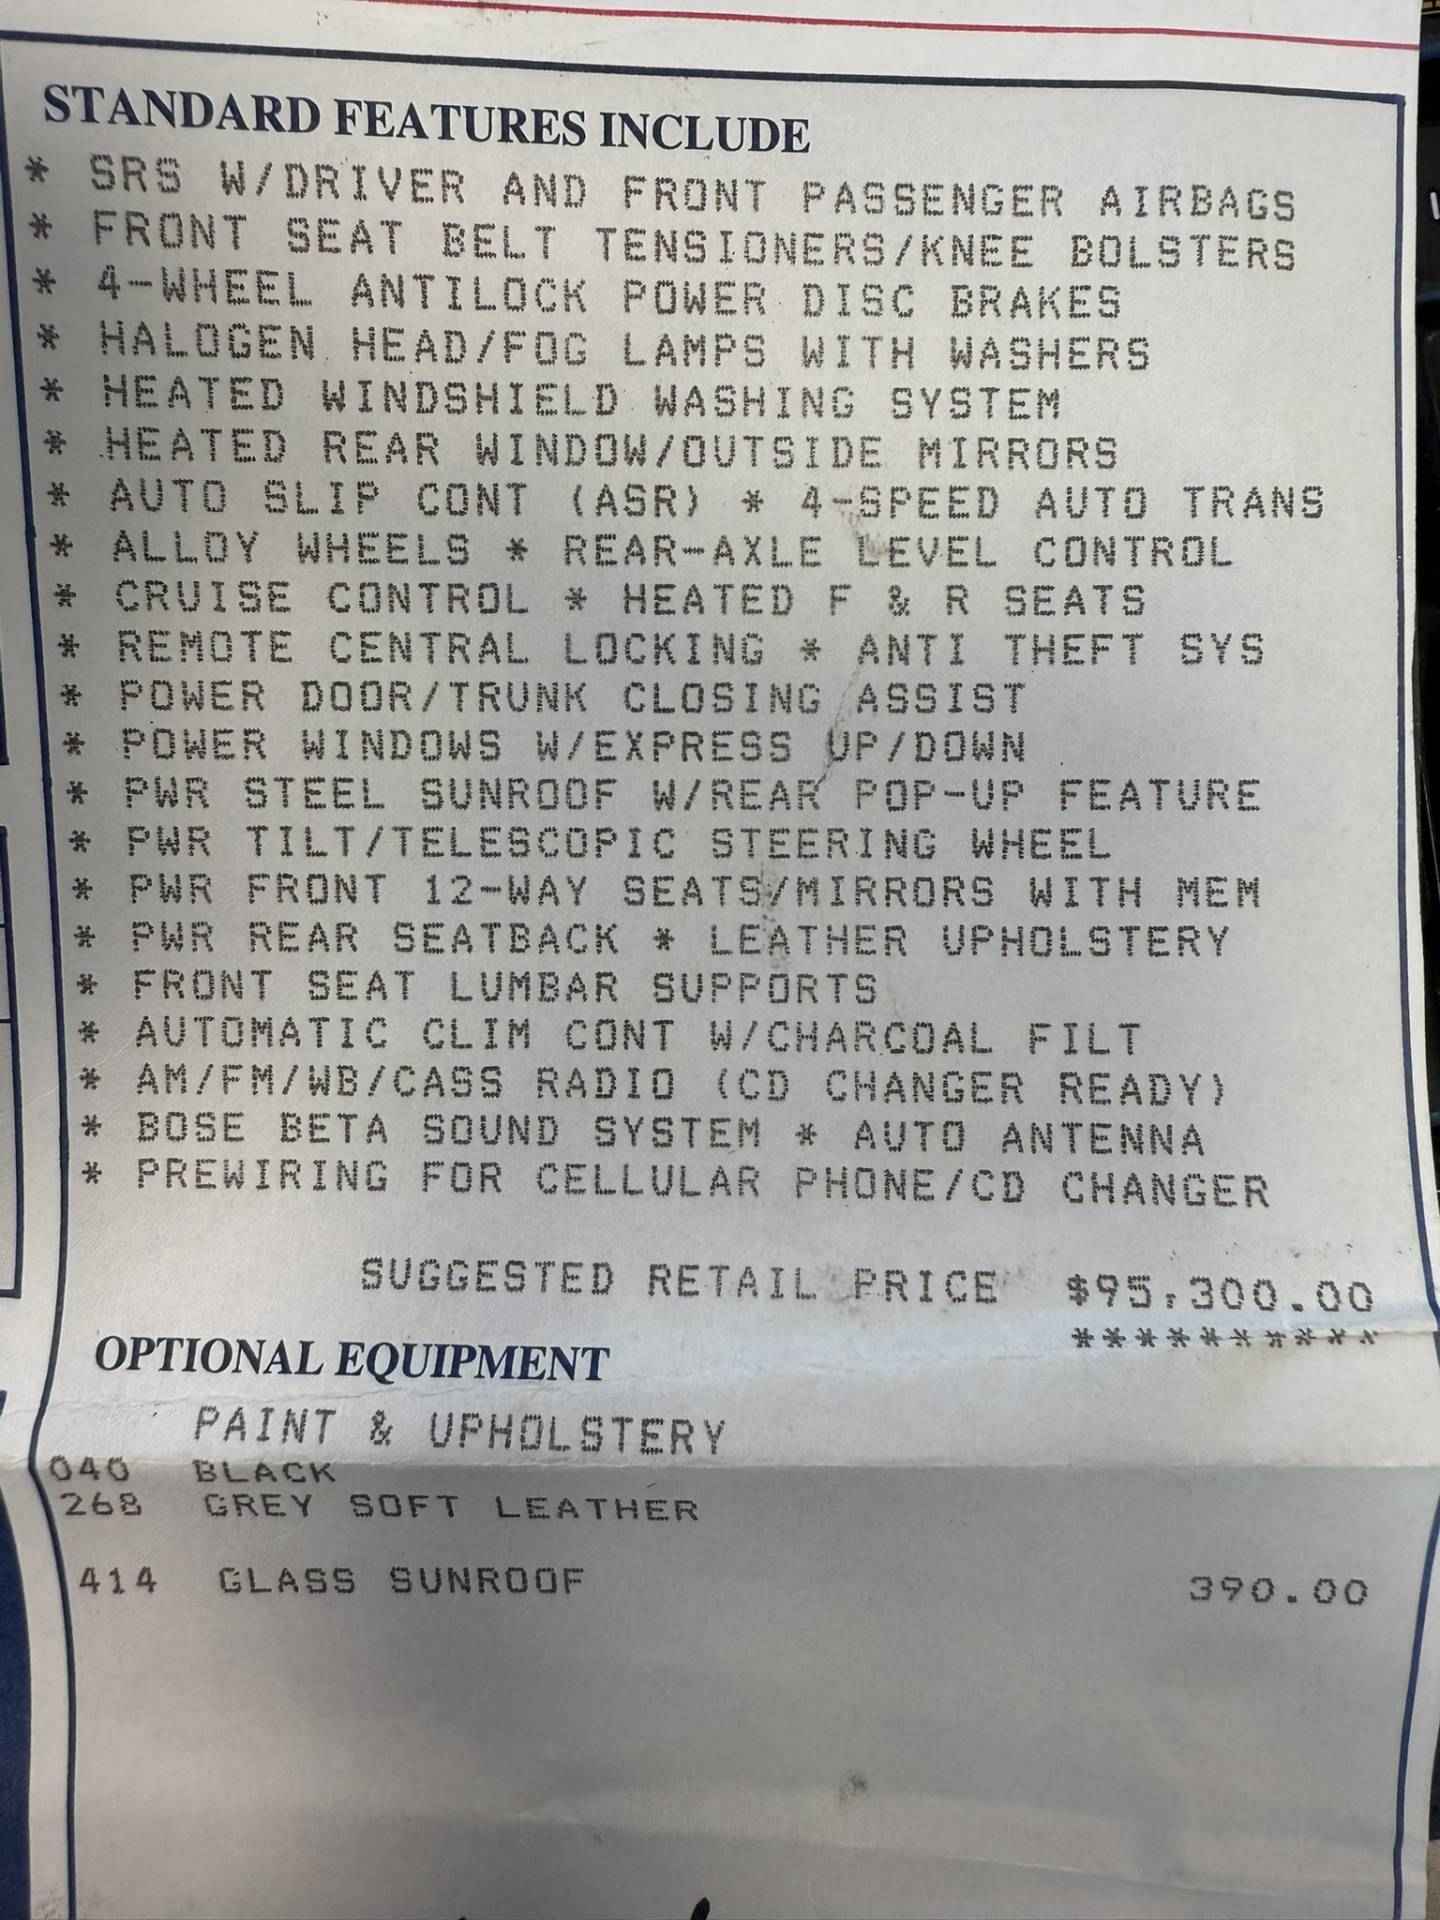 STANDARD FEATURES INCLUDE
* SRS W/DRIVER AND FRONT PASSENGER AIRBAGS
* FRONT SEAT BELT TENSIONERS/KNEE BOLSTERS
* 4-WHEEL ANTILOCK POWER DISC BRAKES
* HALOGEN HEAD/FOG LAMPS WITH WASHERS
* HEATED WINDSHIELD WASHING SYSTEM
* HEATED REAR WINDOW/OUTSIDE MIRRORS
* AUTO SLIP CONT (ASR) * 4-SPEED AUTO TRANS
* ALLOY WHEELS * REAR-AXLE LEVEL CONTROL
* CRUISE CONTROL * HEATED F & R SEATS
* REMOTE CENTRAL LOCKING * ANTI THEFT SYS
* POWER DOOR/TRUNK CLOSING ASSIST
* POWER WINDOWS W/EXPRESS UP/DOWN
* PWR STEEL SUNROOF W/REAR POP-UP FEATURE
* PWR TILT/TELESCOPIC STEERING WHEEL
* PWR FRONT 12-WAY SEATS/MIRRORS WITH MEM
* PWR REAR SEATBACK * LEATHER UPHOLSTERY
* FRONT SEAT LUMBAR SUPPORTS
* AUTOMATIC CLIM CONT W/CHARCOAL FILT
* AM/FM/WB/CASS RADIO (CD CHANGER READY)
* BOSE BETA SOUND SYSTEM * AUTO ANTENNA
* PREWIRING FOR CELLULAR PHONE/CD CHANGER
SUGGESTED RETAIL PRICE $95,300.00
***********
OPTIONAL EQUIPMENT
PAINT & UPHOLSTERY
040 BLACK
268 GREY SOFT LEATHER
414 GLASS SUNROOF 390.00